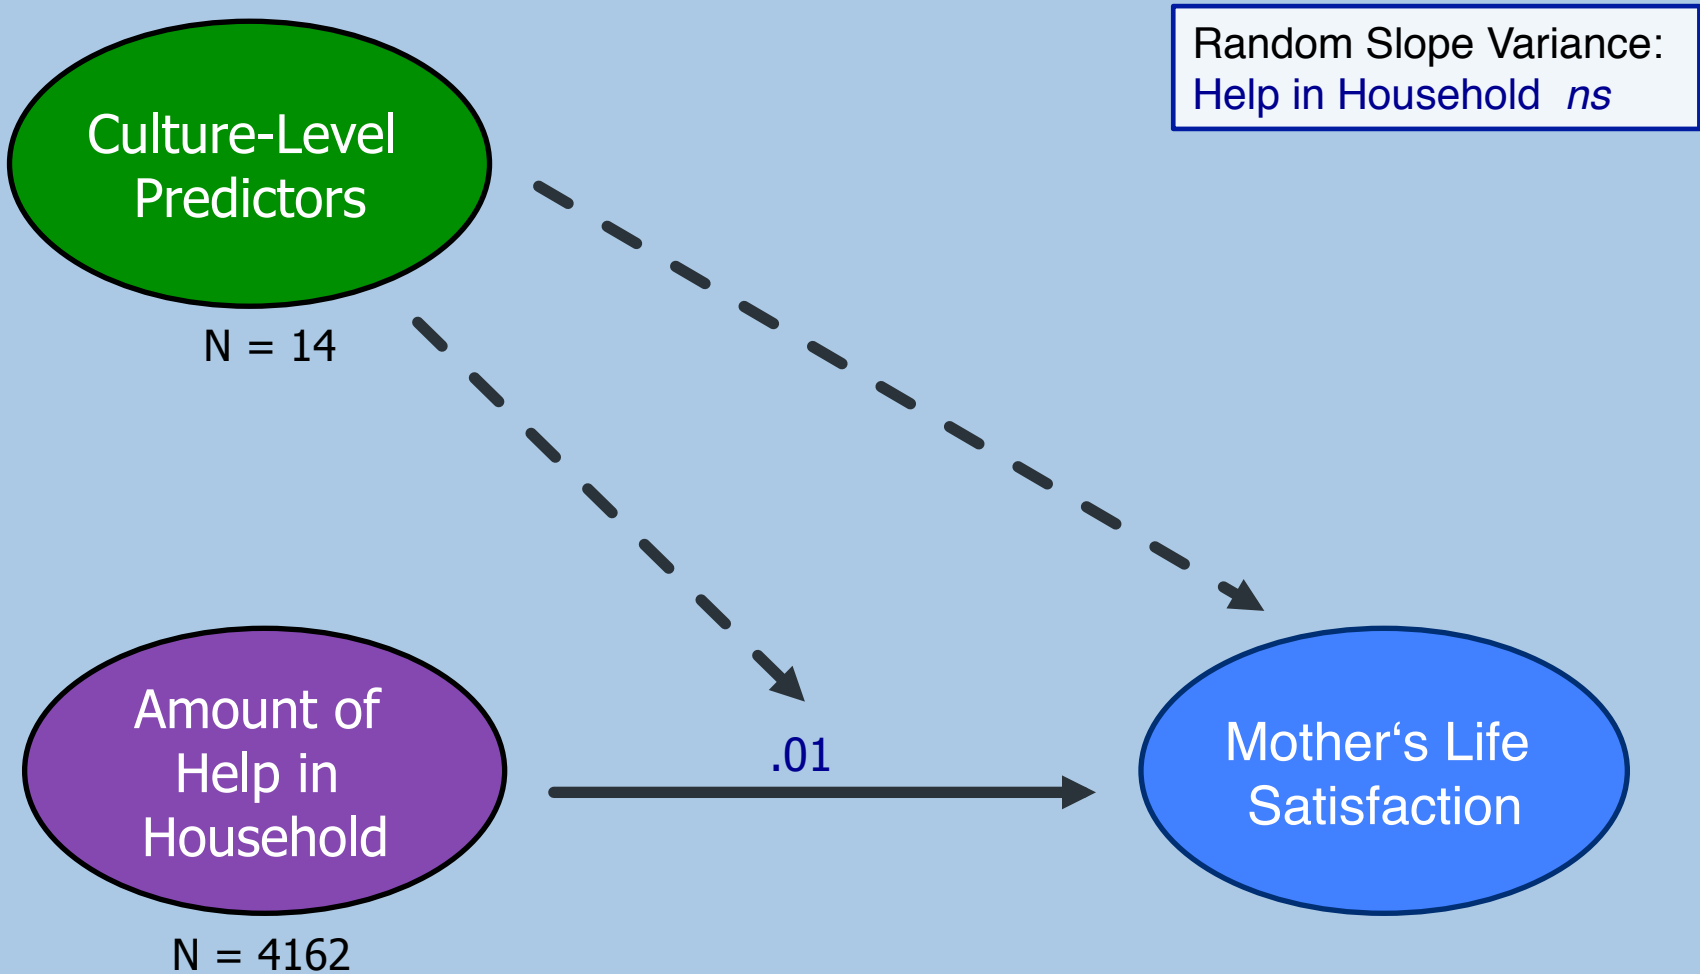 Random Slope Variance:
Help in Household ns
Culture-Level
Predictors
N = 14
Amount of
Help in
Household
N = 4162
.01
Mother‘s Life
Satisfaction